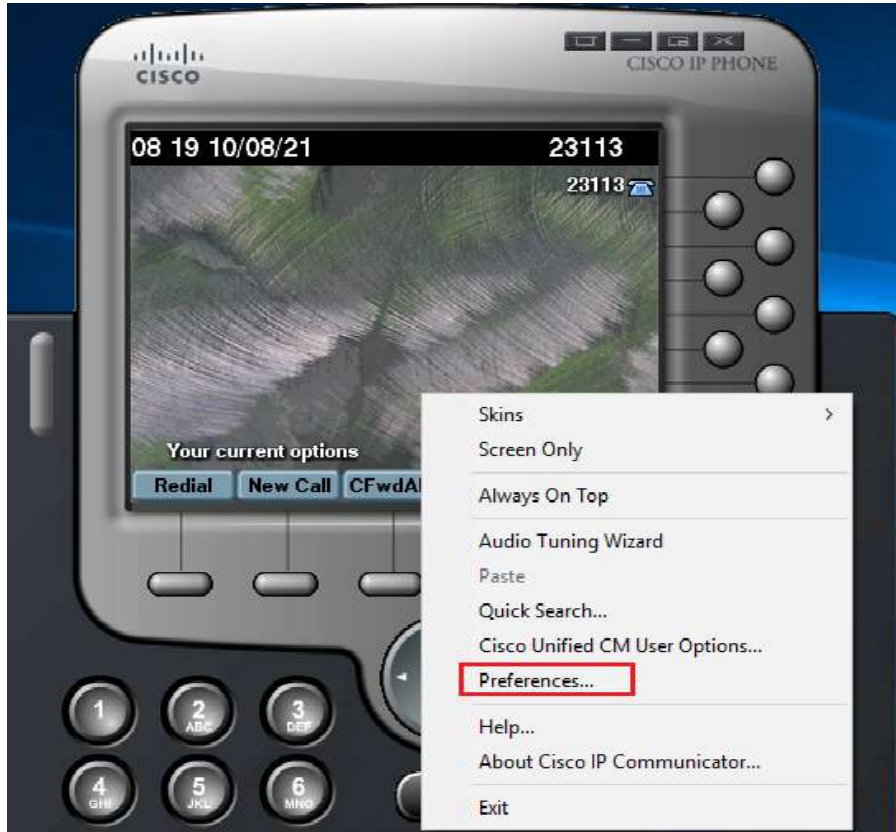 CISCO
CISCO IP PHONE
08 19 10/08/21 23113
23113
Your current options
Redial New Call CFwdAl
Skins >
Screen Only
Always On Top
Audio Tuning Wizard
Paste
Quick Search...
Cisco Unified CM User Options...
Preferences...
Help...
About Cisco IP Communicator...
Exit
1
2 ABC
3 DEF
4 GHI
5 JKL
6 MNO